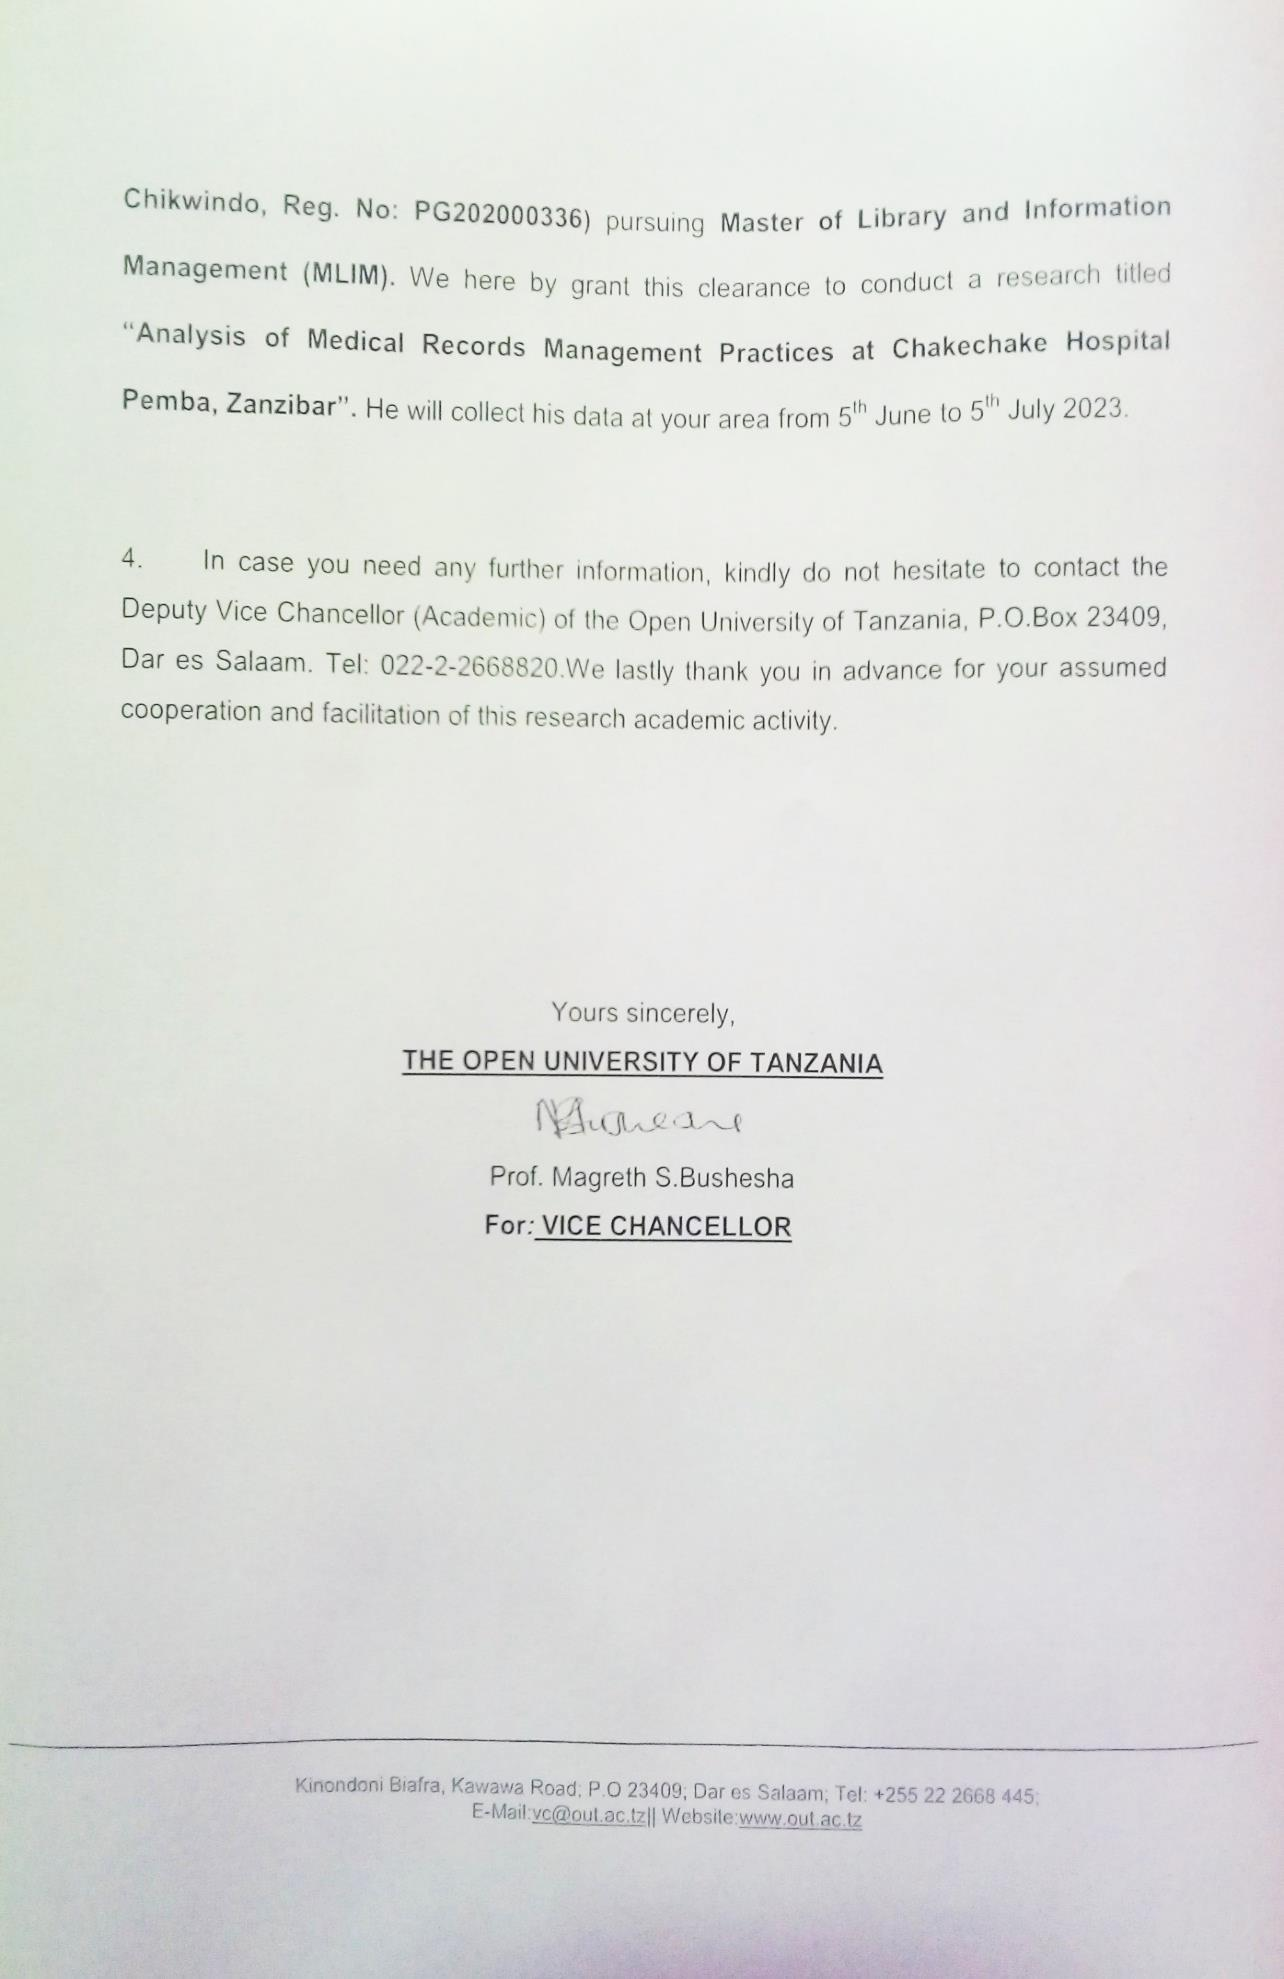 Chikwindo, Reg. No: PG202000336) pursuing Master of Library and Information
Management (MLIM). We here by grant this clearance to conduct a research titled
“Analysis of Medical Records Management Practices at Chakechake Hospital
Pemba, Zanzibar”. He will collect his data at your area from 5th June to 5th July 2023.
4. In case you need any further information, kindly do not hesitate to contact the
Deputy Vice Chancellor (Academic) of the Open University of Tanzania, P.O.Box 23409,
Dar es Salaam. Tel: 022-2-2668820.We lastly thank you in advance for your assumed
cooperation and facilitation of this research academic activity.
Yours sincerely,
THE OPEN UNIVERSITY OF TANZANIA
Prof. Magreth S.Bushesha
For: VICE CHANCELLOR
Kinondoni Biafra, Kawawa Road; P.O 23409; Dar es Salaam; Tel: +255 22 2668 445;
E-Mail:vc@out.ac.tz|| Website:www.out.ac.tz